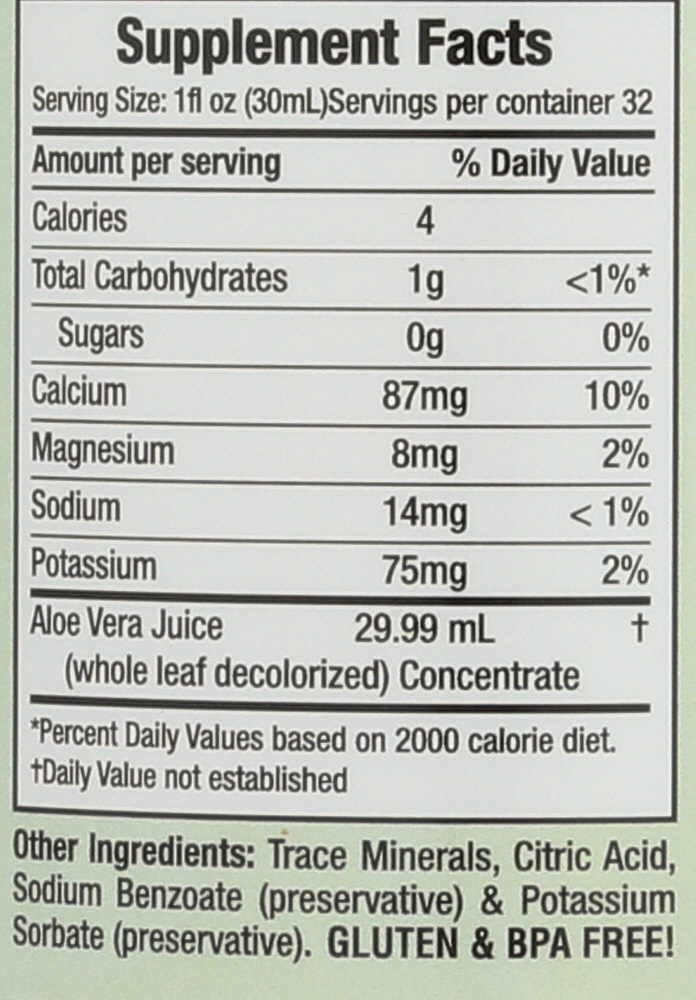 Supplement Facts
Serving Size: 1fl oz (30mL)Servings per container 32
Amount per serving % Daily Value
Calories 4
Total Carbohydrates 1g <1%*
Sugars 0g 0%
Calcium 87mg 10%
Magnesium 8mg 2%
Sodium 14mg < 1%
Potassium 75mg 2%
Aloe Vera Juice 29.99 mL †
(whole leaf decolorized) Concentrate
*Percent Daily Values based on 2000 calorie diet.
†Daily Value not established
Other Ingredients: Trace Minerals, Citric Acid,
Sodium Benzoate (preservative) & Potassium
Sorbate (preservative). GLUTEN & BPA FREE!